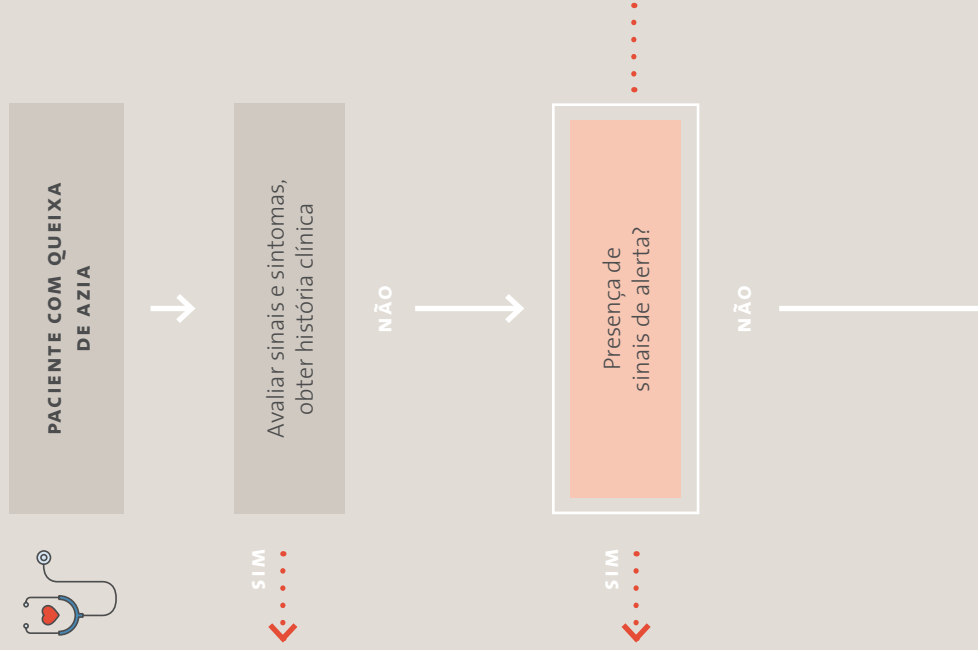 PACIENTE COM QUEIXA
DE AZIA
Avaliar sinais e sintomas,
obter história clínica
NÃO
SIM
Presença de
sinais de alerta?
NÃO
SIM